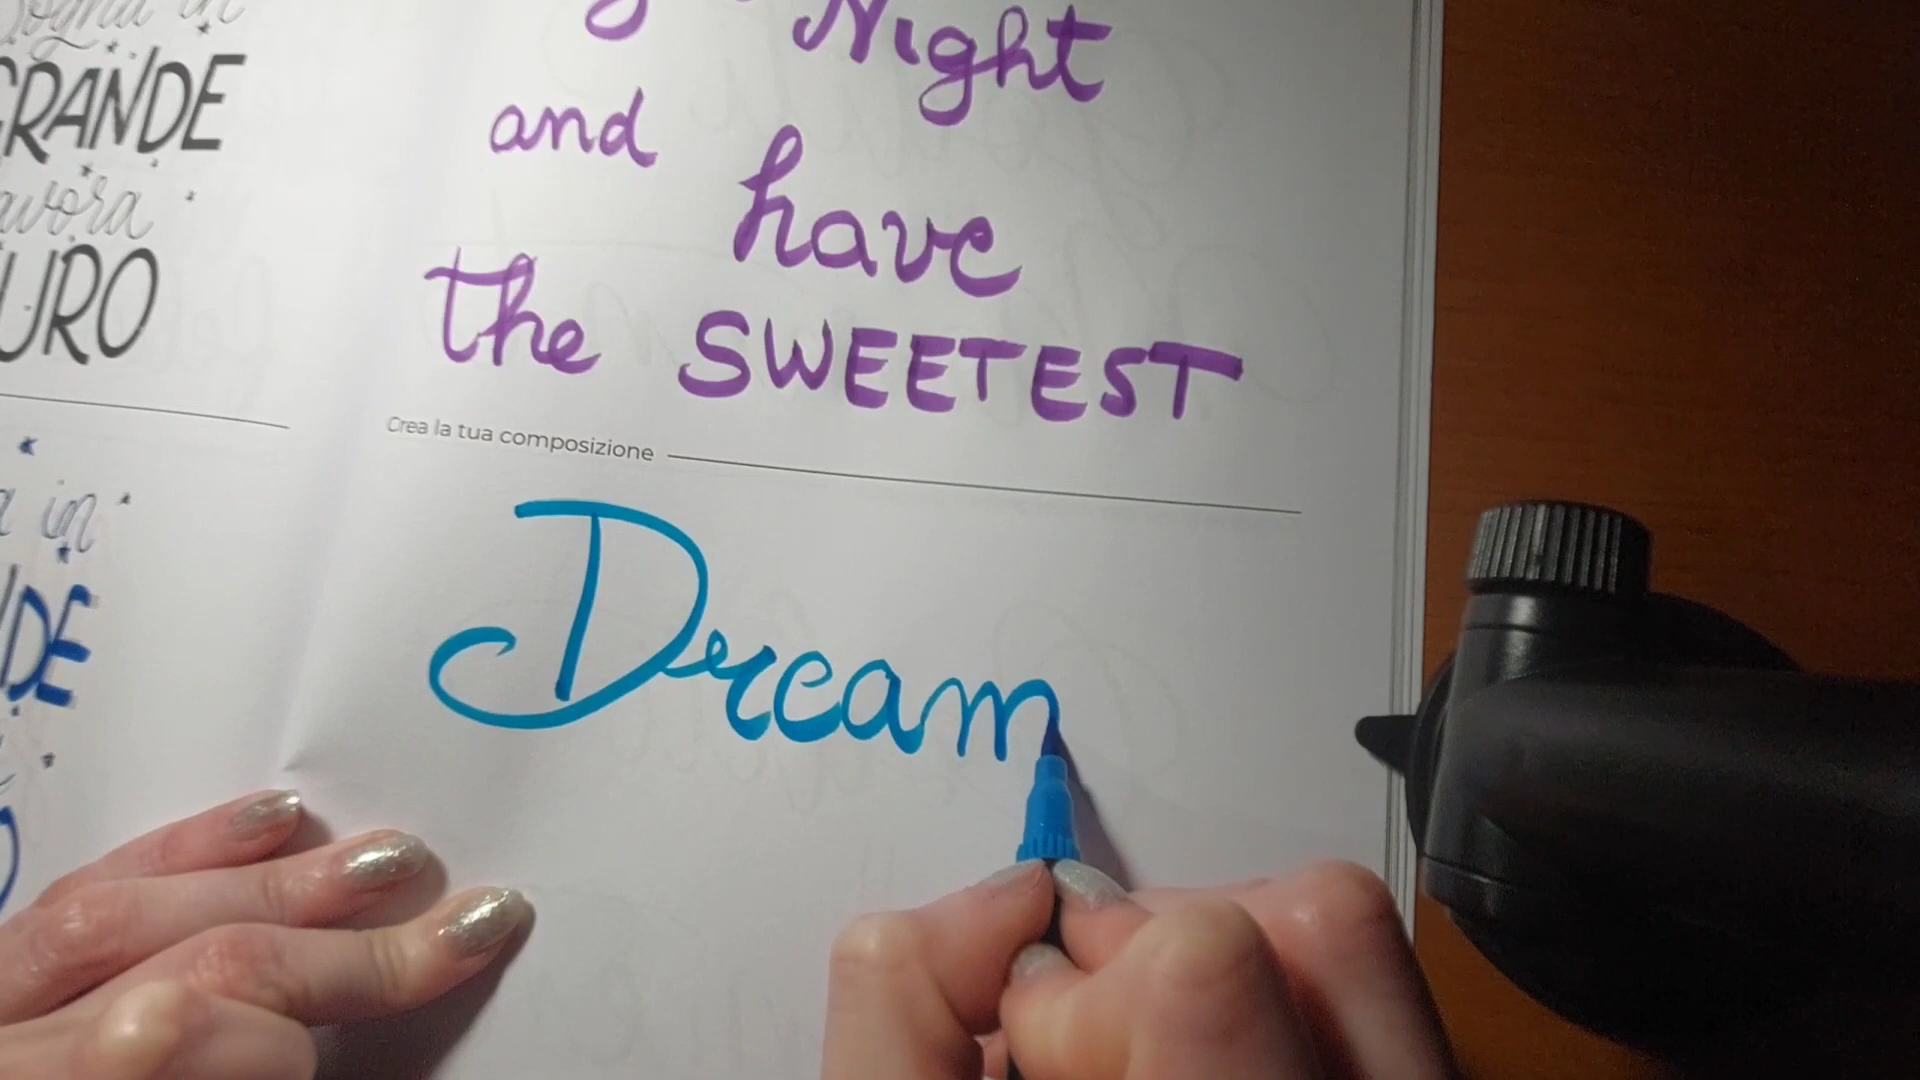 GRANDE
URO
in
DE
Night
and have
the SWEETEST
Crea la tua composizione
Dream